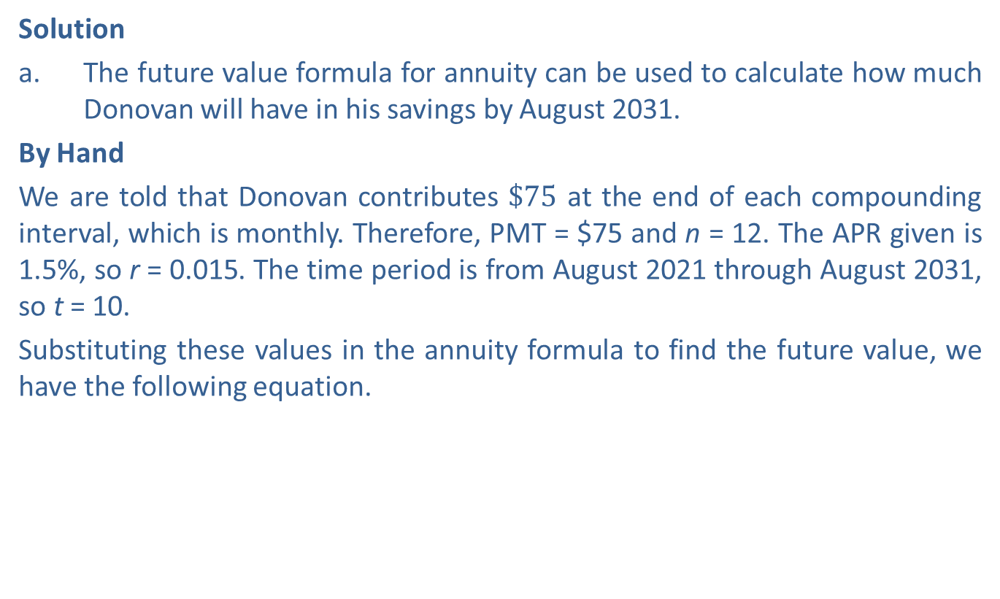 Solution
a. The future value formula for annuity can be used to calculate how much
Donovan will have in his savings by August 2031.
By Hand
We are told that Donovan contributes $75 at the end of each compounding
interval, which is monthly. Therefore, PMT = $75 and n = 12. The APR given is
1.5%, so r = 0.015. The time period is from August 2021 through August 2031,
so t = 10.
Substituting these values in the annuity formula to find the future value, we
have the following equation.